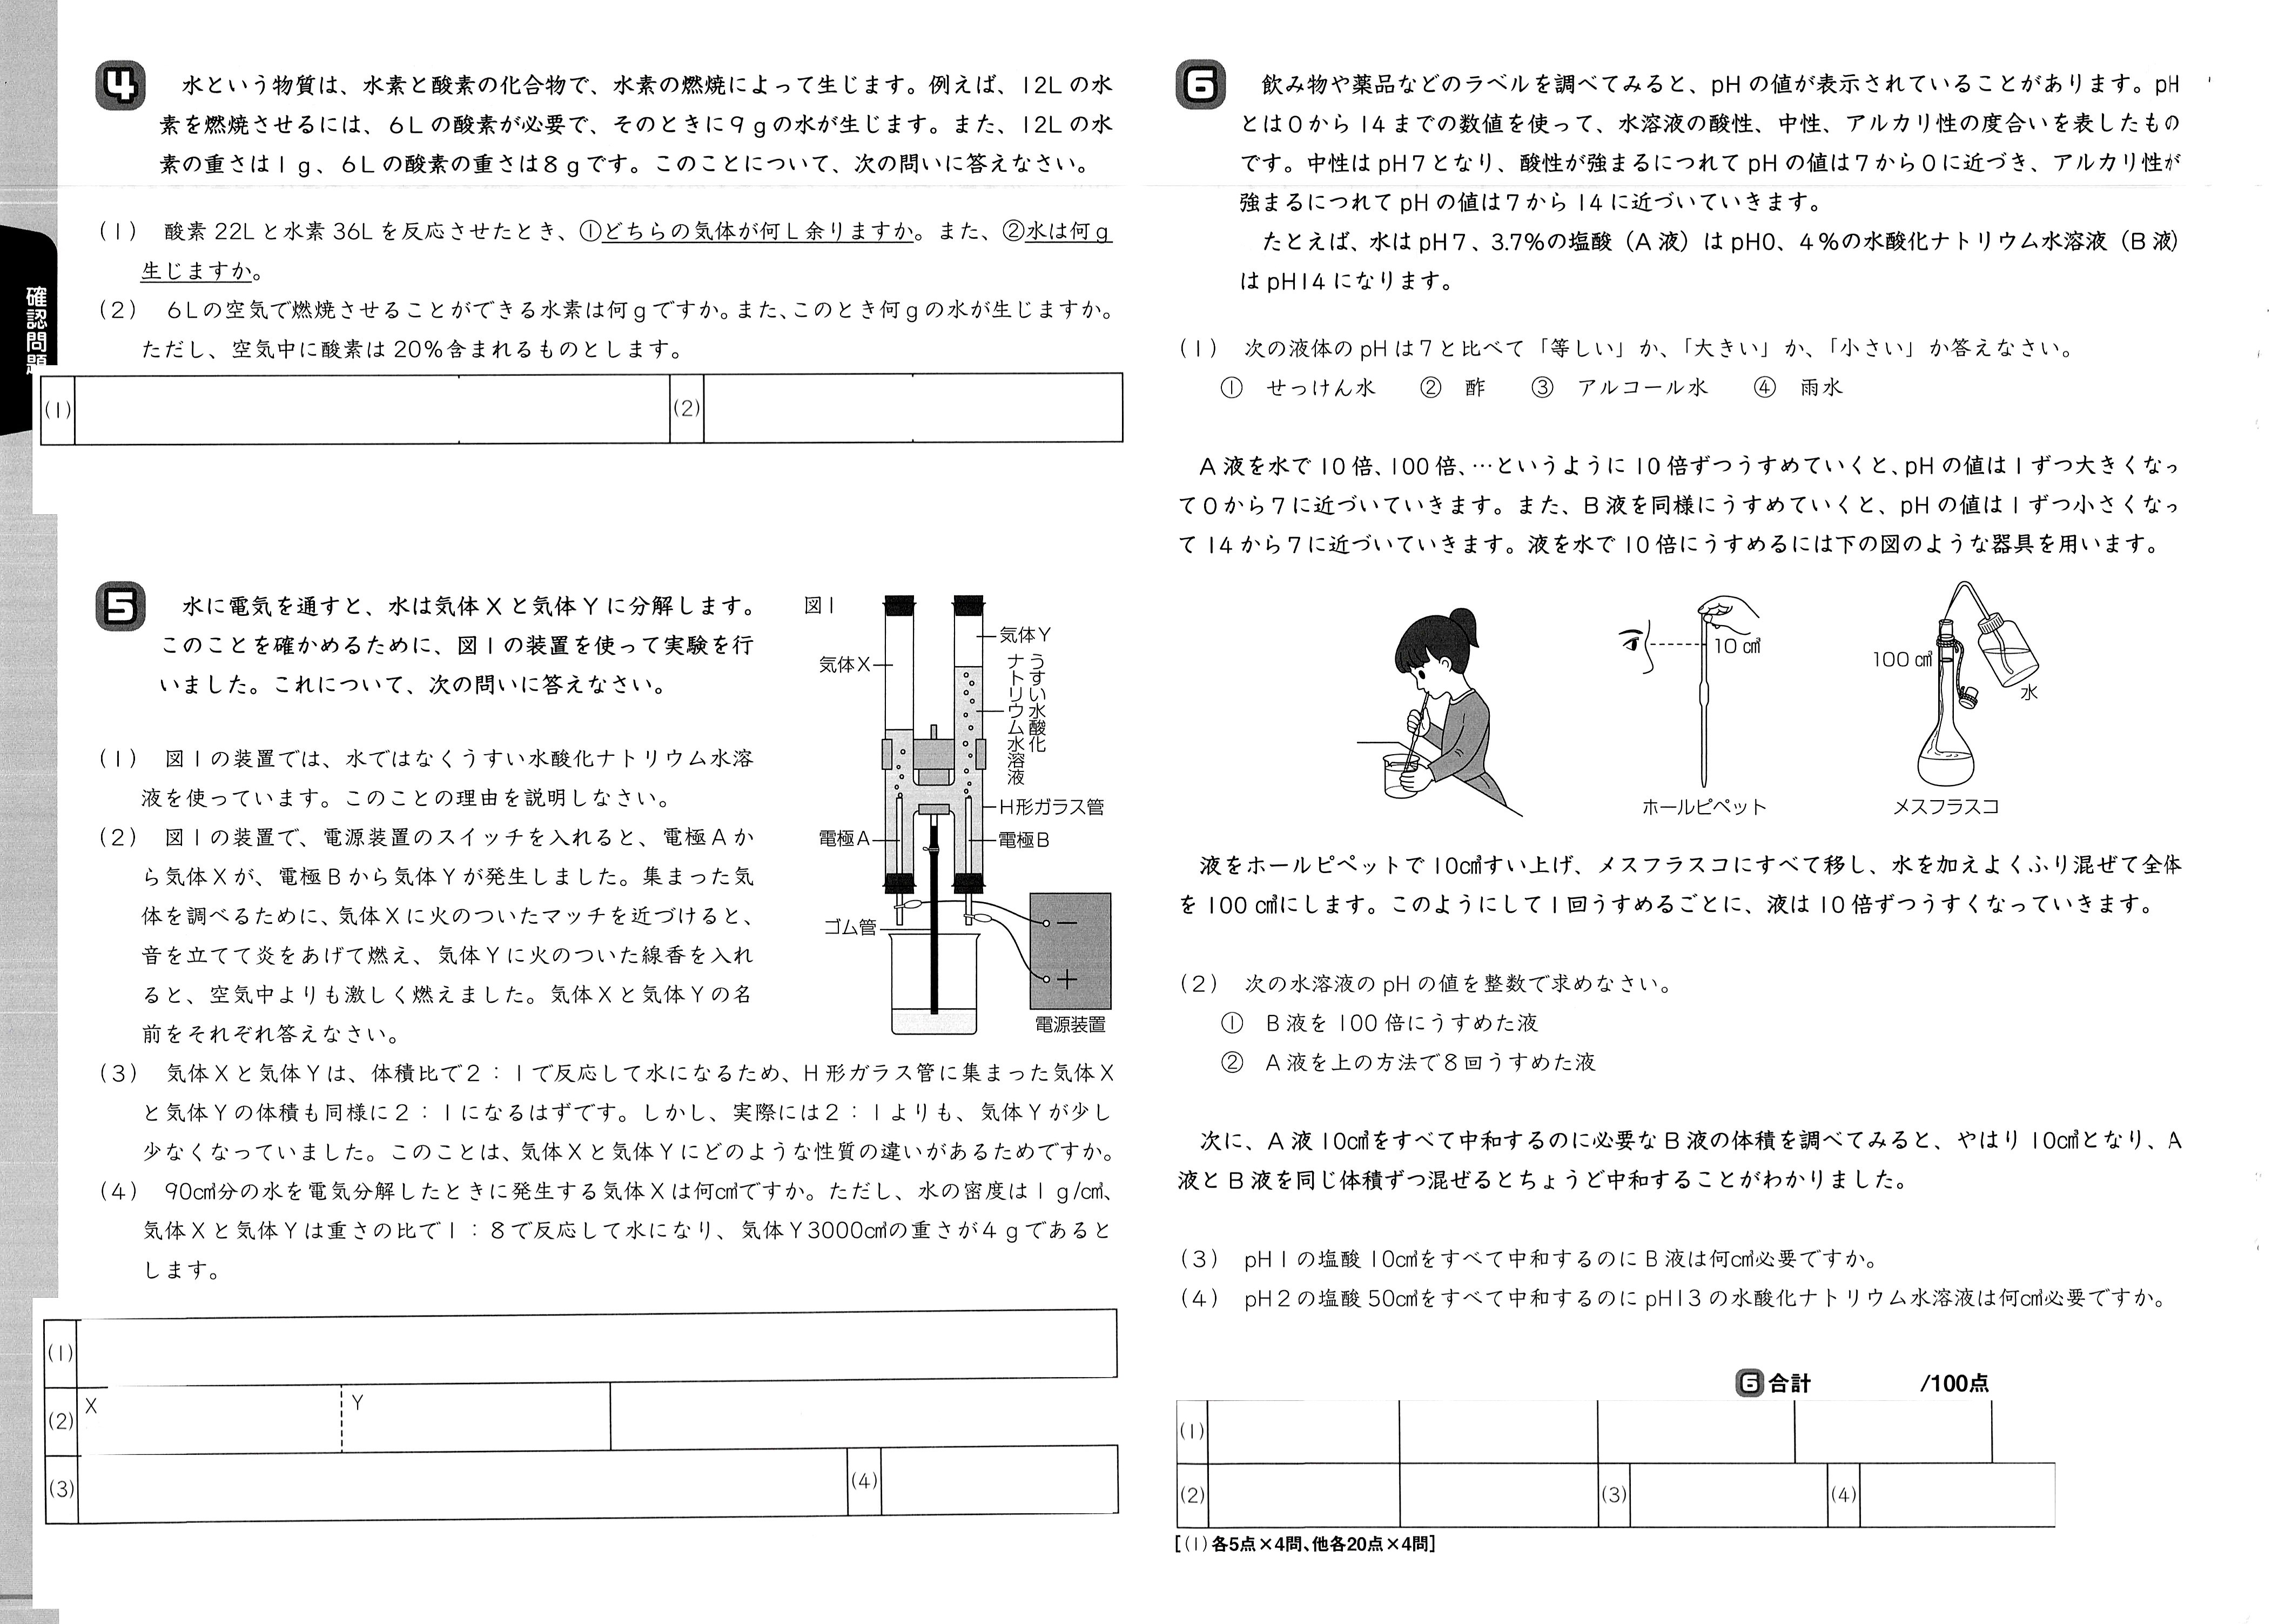 確認問題
4 水という物質は、水素と酸素の化合物で、水素の燃焼によって生じます。例えば、12Lの水
素を燃焼させるには、6Lの酸素が必要で、そのときに9gの水が生じます。また、12Lの水
素の重さは1g、6Lの酸素の重さは8gです。このことについて、次の問いに答えなさい。
(1) 酸素22Lと水素36Lを反応させたとき、①どちらの気体が何L余りますか。また、②水は何g
生じますか。
(2) 6Lの空気で燃焼させることができる水素は何gですか。また、このとき何gの水が生じますか。
ただし、空気中に酸素は20%含まれるものとします。
(1)
(2)
5 水に電気を通すと、水は気体Xと気体Yに分解します。
このことを確かめるために、図1の装置を使って実験を行
いました。これについて、次の問いに答えなさい。
(1) 図1の装置では、水ではなくうすい水酸化ナトリウム水溶
液を使っています。このことの理由を説明しなさい。
(2) 図1の装置で、電源装置のスイッチを入れると、電極Aか
ら気体Xが、電極Bから気体Yが発生しました。集まった気
体を調べるために、気体Xに火のついたマッチを近づけると、
音を立てて炎をあげて燃え、気体Yに火のついた線香を入れ
ると、空気中よりも激しく燃えました。気体Xと気体Yの名
前をそれぞれ答えなさい。
図1
気体Y
気体X
うすい水酸化
ナトリウム水溶液
H形ガラス管
電極A
電極B
ゴム管
−
+
電源装置
(3) 気体Xと気体Yは、体積比で2:1で反応して水になるため、H形ガラス管に集まった気体X
と気体Yの体積も同様に2:1になるはずです。しかし、実際には2:1よりも、気体Yが少し
少なくなっていました。このことは、気体Xと気体Yにどのような性質の違いがあるためですか。
(4) 90㎤分の水を電気分解したときに発生する気体Xは何㎤ですか。ただし、水の密度は1g/㎤、
気体Xと気体Yは重さの比で1:8で反応して水になり、気体Y3000㎤の重さが4gであると
します。
(1)
(2) X Y
(3)
(4)
6 飲み物や薬品などのラベルを調べてみると、pHの値が表示されていることがあります。pH
とは0から14までの数値を使って、水溶液の酸性、中性、アルカリ性の度合いを表したもの
です。中性はpH7となり、酸性が強まるにつれてpHの値は7から0に近づき、アルカリ性が
強まるにつれてpHの値は7から14に近づいていきます。
たとえば、水はpH7、3.7%の塩酸(A液)はpH0、4%の水酸化ナトリウム水溶液(B液)
はpH14になります。
(1) 次の液体のpHは7と比べて「等しい」か、「大きい」か、「小さい」か答えなさい。
① せっけん水 ② 酢 ③ アルコール水 ④ 雨水
A液を水で10倍、100倍、…というように10倍ずつうすめていくと、pHの値は1ずつ大きくなっ
て0から7に近づいていきます。また、B液を同様にうすめていくと、pHの値は1ずつ小さくなっ
て14から7に近づいていきます。液を水で10倍にうすめるには下の図のような器具を用います。
10㎤
100㎤
水
ホールピペット
メスフラスコ
液をホールピペットで10㎤すい上げ、メスフラスコにすべて移し、水を加えよくふり混ぜて全体
を100㎤にします。このようにして1回うすめるごとに、液は10倍ずつうすくなっていきます。
(2) 次の水溶液のpHの値を整数で求めなさい。
① B液を100倍にうすめた液
② A液を上の方法で8回うすめた液
次に、A液10㎤をすべて中和するのに必要なB液の体積を調べてみると、やはり10㎤となり、A
液とB液を同じ体積ずつ混ぜるとちょうど中和することがわかりました。
(3) pH1の塩酸10㎤をすべて中和するのにB液は何㎤必要ですか。
(4) pH2の塩酸50㎤をすべて中和するのにpH13の水酸化ナトリウム水溶液は何㎤必要ですか。
6 合計 /100点
(1)
(2)
(3)
(4)
[(1)各5点×4問、他各20点×4問]